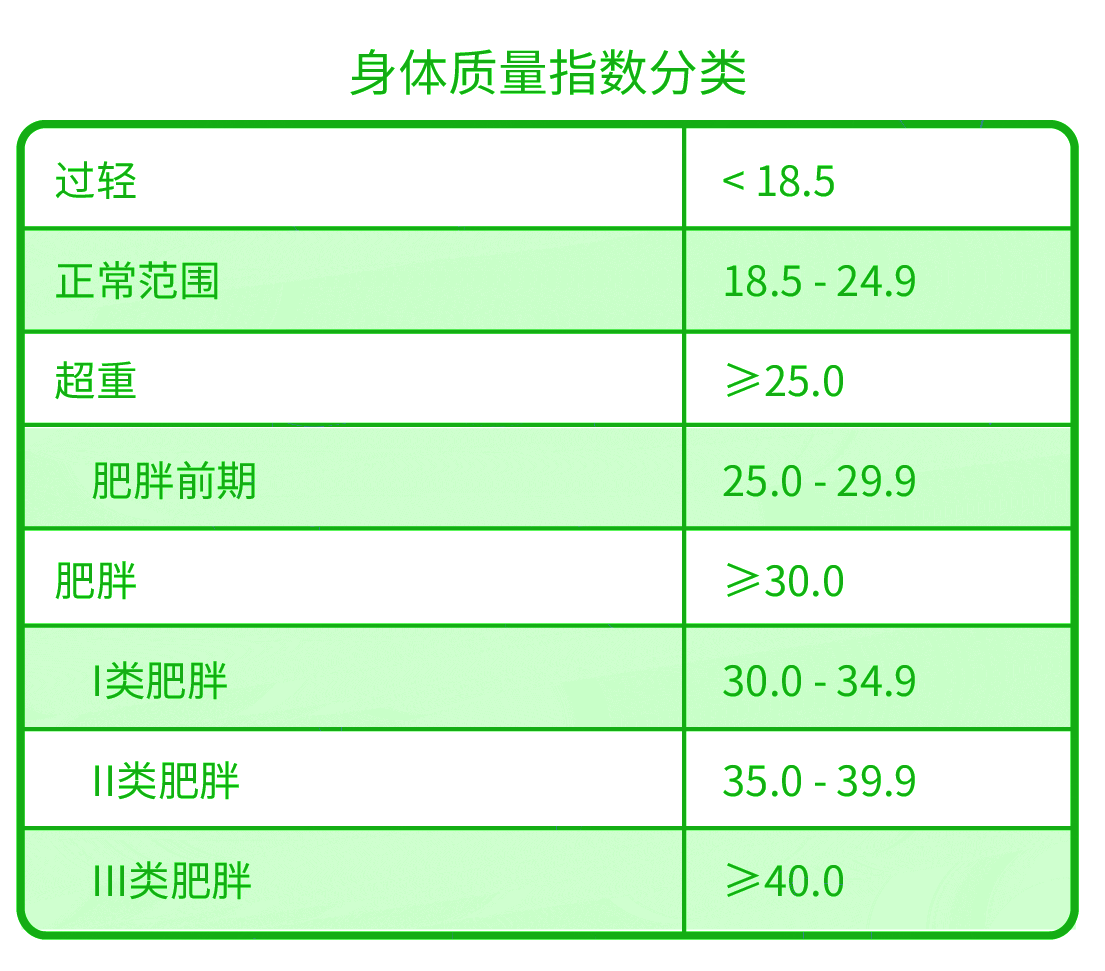 身体质量指数分类
过轻 < 18.5
正常范围 18.5 - 24.9
超重 ⩾25.0
肥胖前期 25.0 - 29.9
肥胖 ⩾30.0
I类肥胖 30.0 - 34.9
II类肥胖 35.0 - 39.9
III类肥胖 ⩾40.0